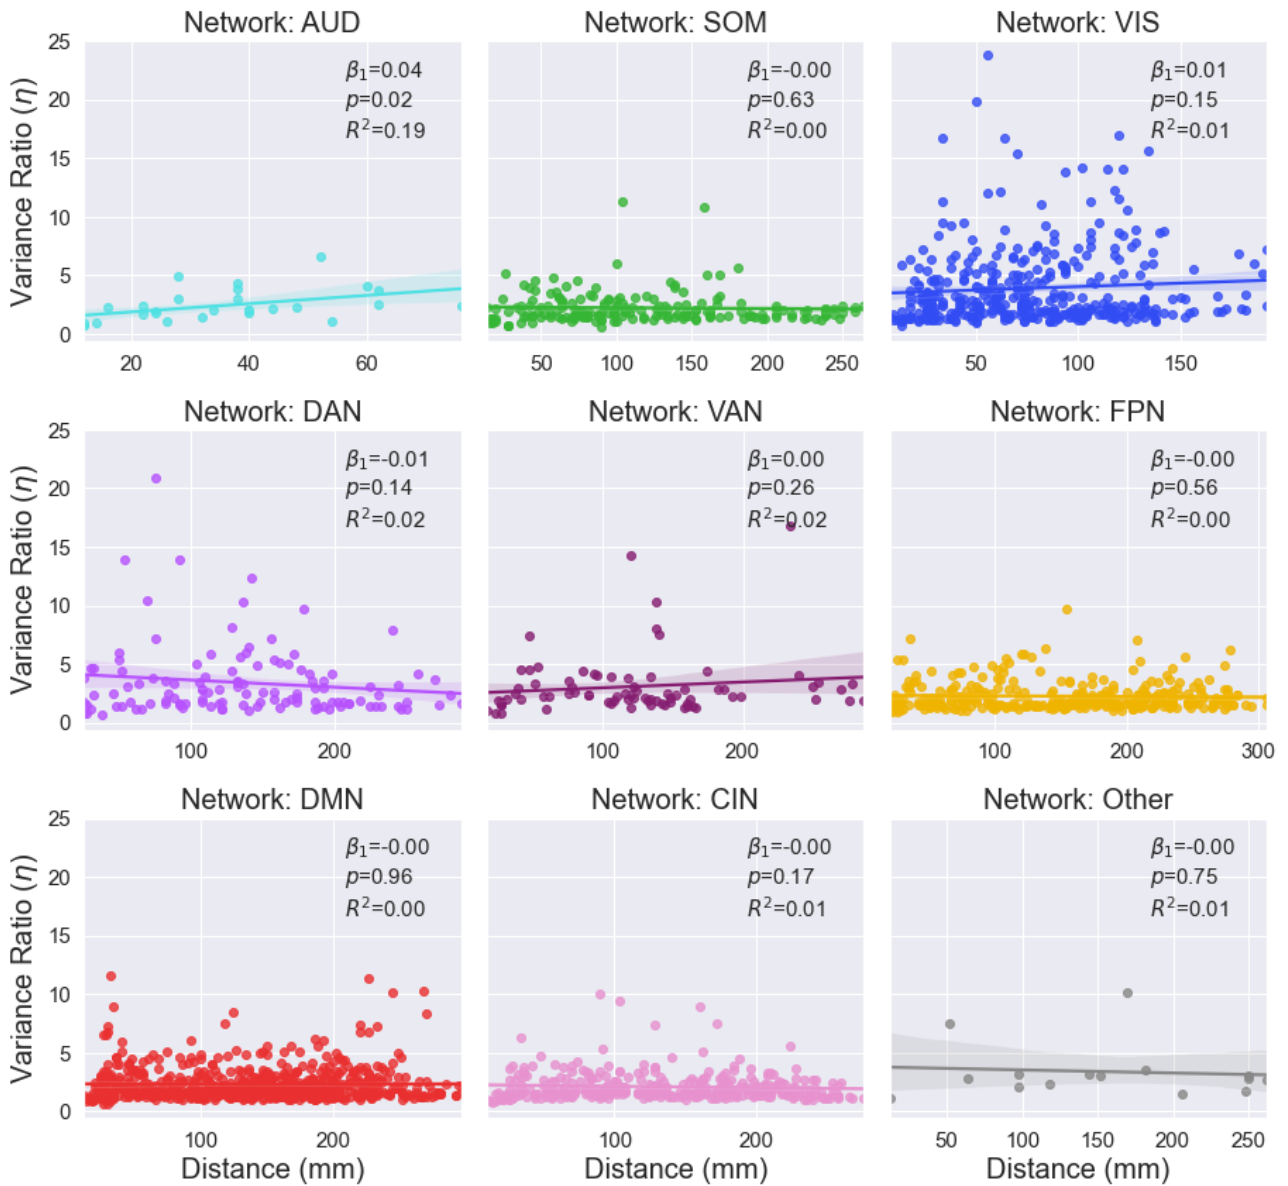 Network: AUD
Network: SOM
Network: VIS
Variance Ratio (η)
25
20
15
10
5
0
β₁=0.04
p=0.02
R²=0.19
β₁=-0.00
p=0.63
R²=0.00
β₁=0.01
p=0.15
R²=0.01
20 40 60
50 100 150 200 250
50 100 150
Network: DAN
Network: VAN
Network: FPN
Variance Ratio (η)
25
20
15
10
5
0
β₁=-0.01
p=0.14
R²=0.02
β₁=0.00
p=0.26
R²=0.02
β₁=-0.00
p=0.56
R²=0.00
100 200
100 200
100 200 300
Network: DMN
Network: CIN
Network: Other
Variance Ratio (η)
25
20
15
10
5
0
β₁=-0.00
p=0.96
R²=0.00
β₁=-0.00
p=0.17
R²=0.01
β₁=-0.00
p=0.75
R²=0.01
100 200
100 200
50 100 150 200 250
Distance (mm)
Distance (mm)
Distance (mm)